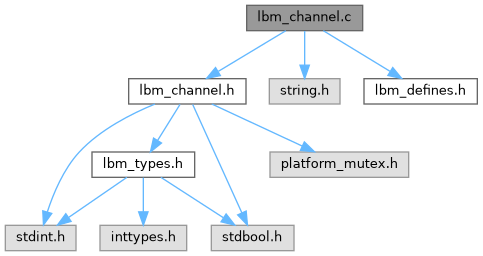 lbm_channel.c
lbm_channel.h
string.h
lbm_defines.h
lbm_types.h
platform_mutex.h
stdint.h
inttypes.h
stdbool.h